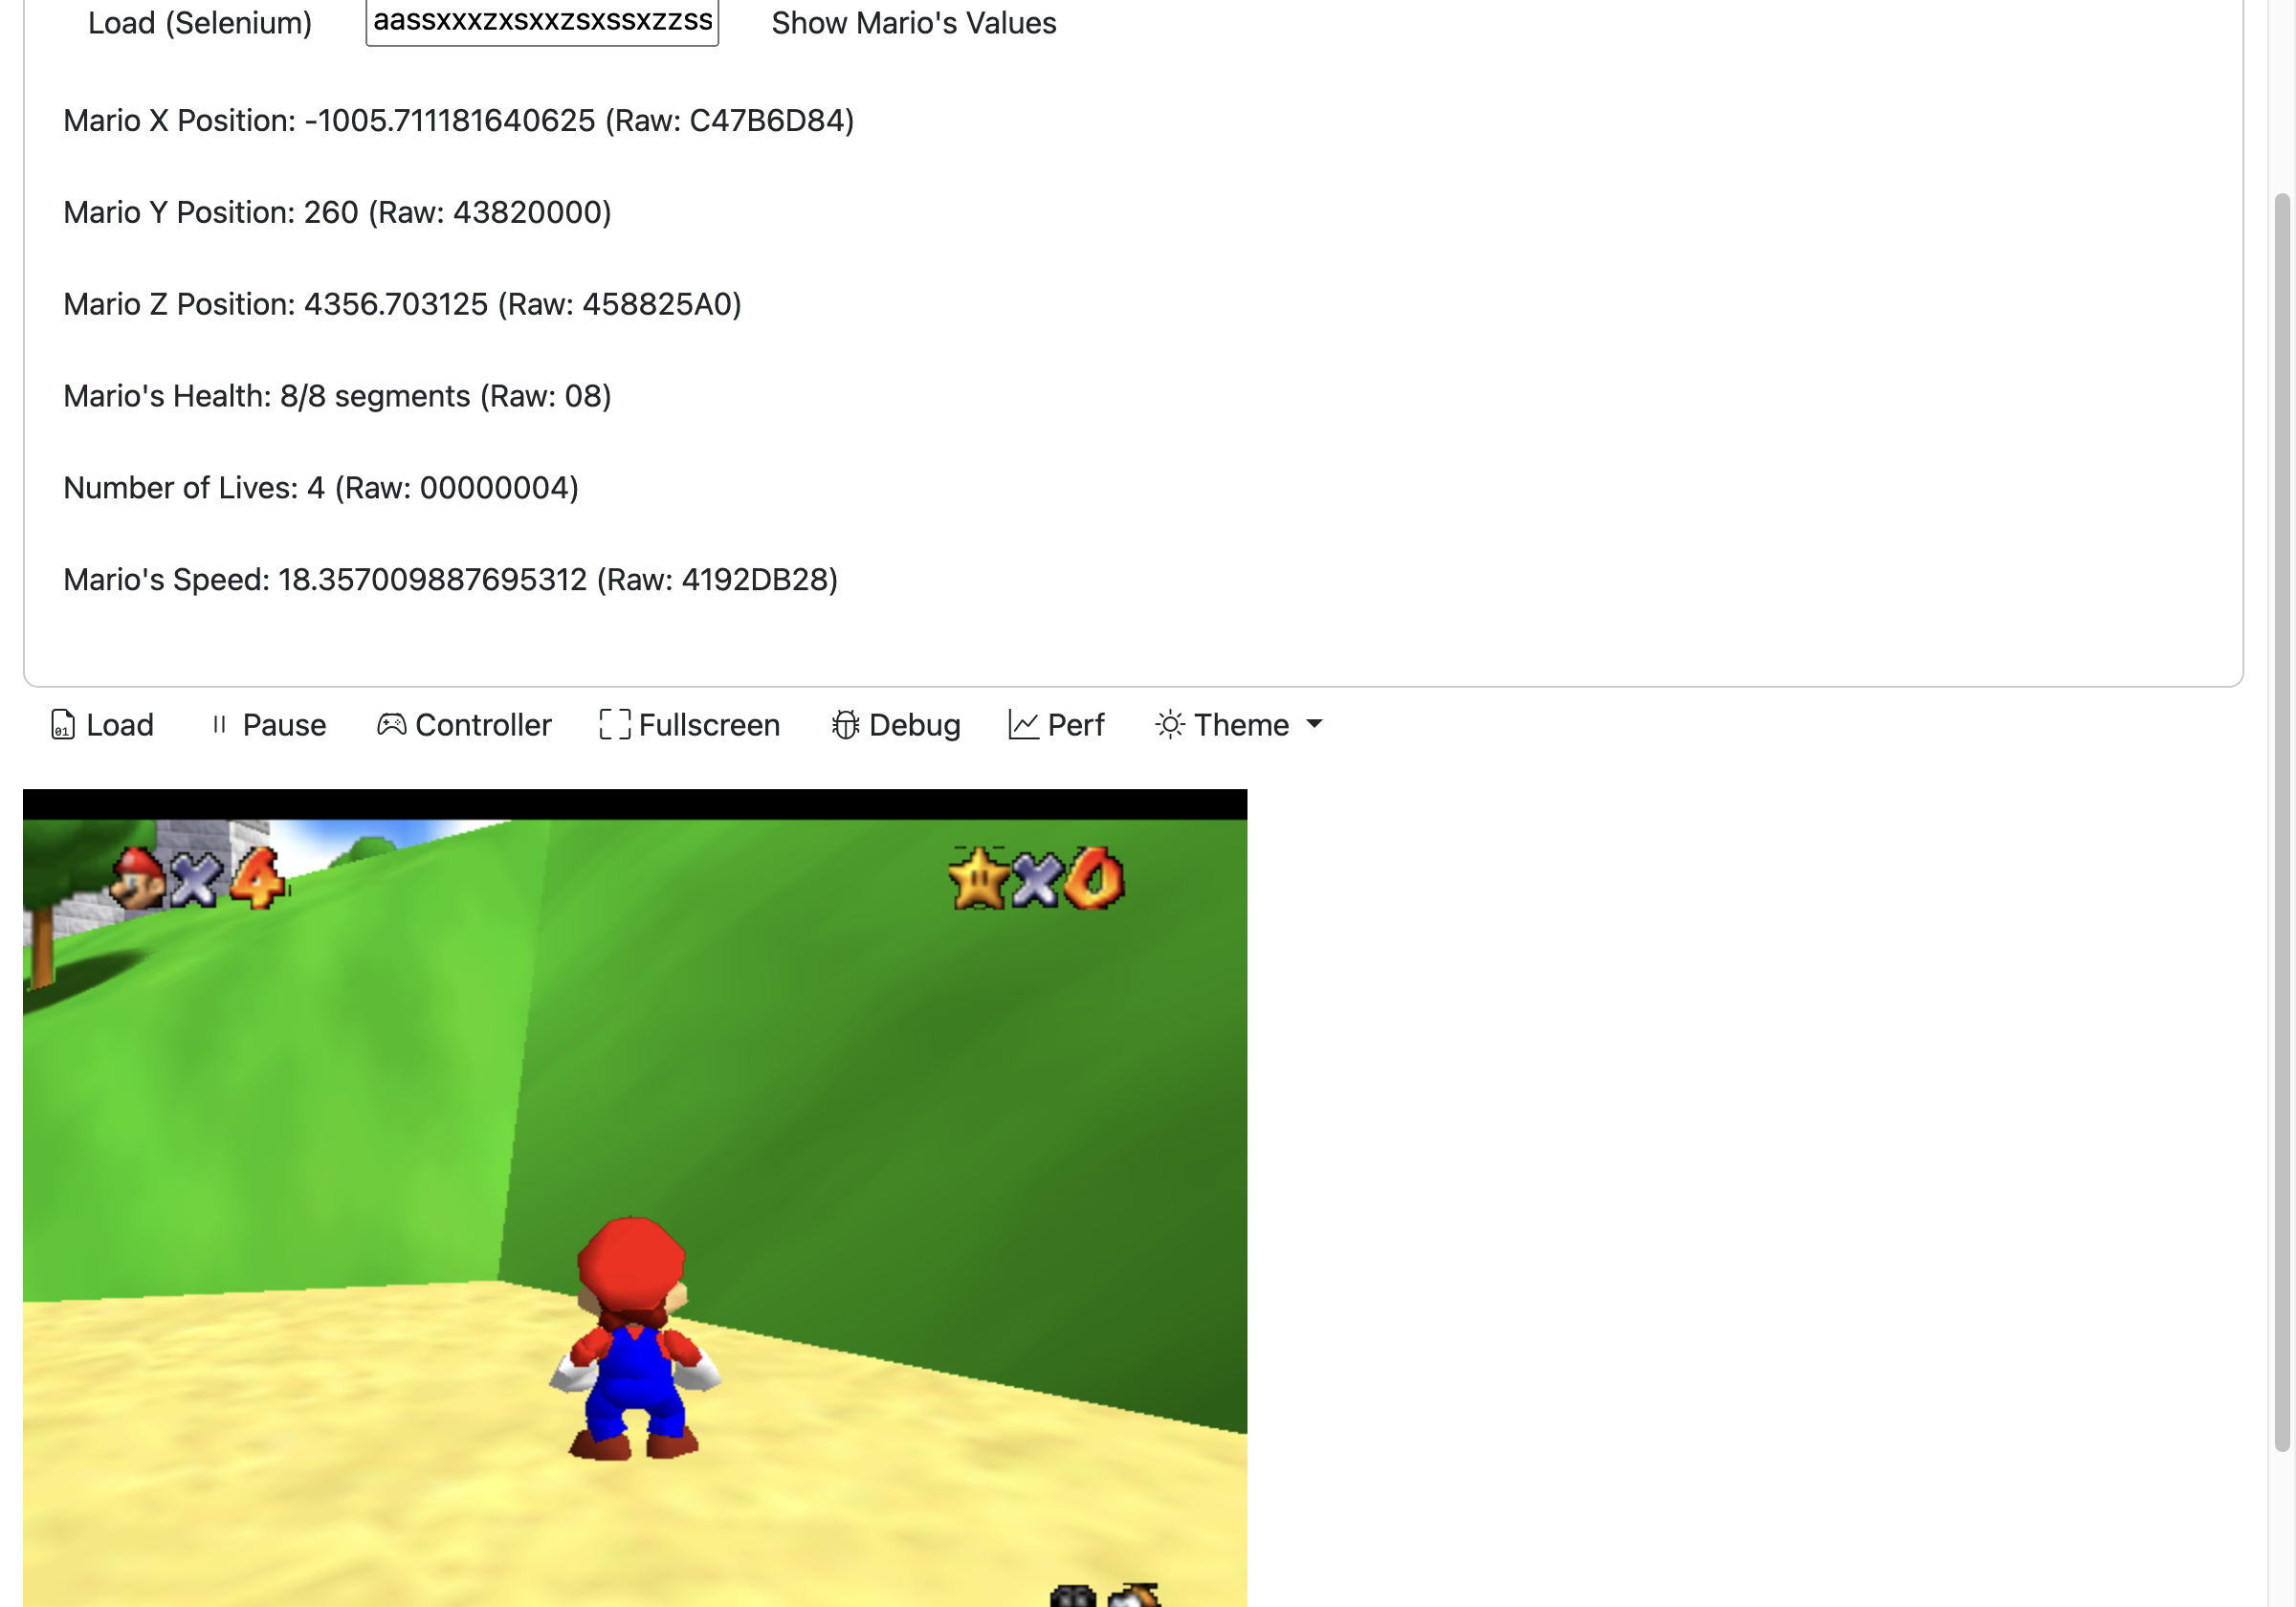 Load (Selenium) aassxxxzxsxxzsxssxzzss Show Mario's Values
Mario X Position: -1005.711181640625 (Raw: C47B6D84)
Mario Y Position: 260 (Raw: 43820000)
Mario Z Position: 4356.703125 (Raw: 458825A0)
Mario's Health: 8/8 segments (Raw: 08)
Number of Lives: 4 (Raw: 00000004)
Mario's Speed: 18.357009887695312 (Raw: 4192DB28)
01 Load Pause Controller Fullscreen Debug Perf Theme
×4 ×0